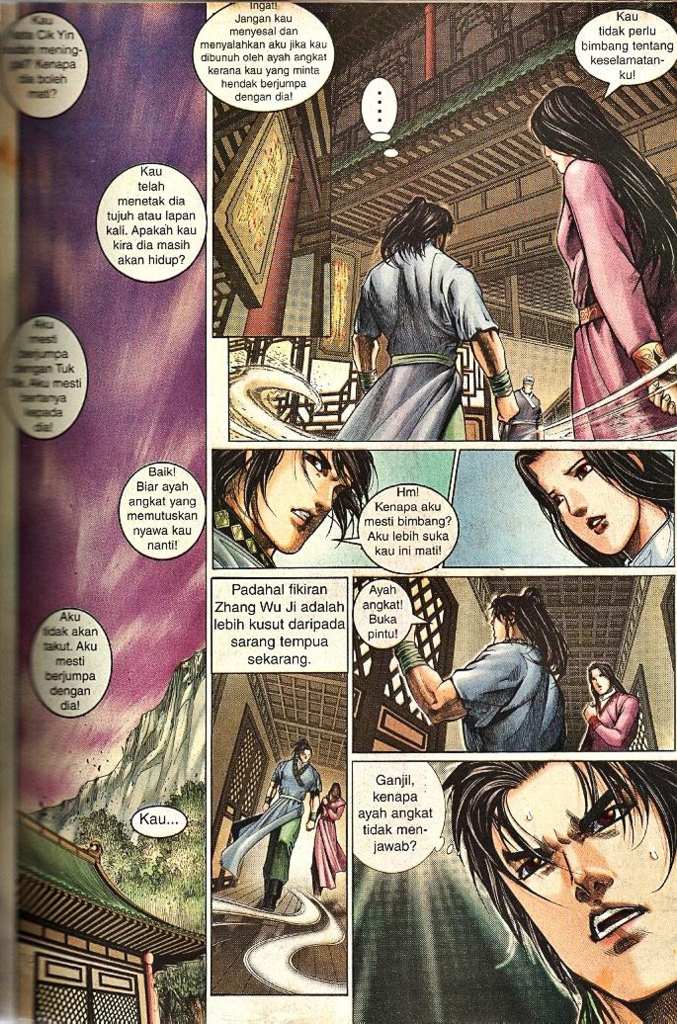 Kau
Cik Yin
mening-
Kenapa
dia boleh
mati?
Kau
telah
menetak dia
tujuh atau lapan
kali. Apakah kau
kira dia masih
akan hidup?
Aku
mesti
berjumpa
dengan Tuk
Aku mesti
bertanya
kepada
dia!
Baik!
Biar ayah
angkat yang
memutuskan
nyawa kau
nanti!
Aku
tidak akan
takut. Aku
mesti
berjumpa
dengan
dia!
Kau...
Ingat!
Jangan kau
menyesal dan
menyalahkan aku jika kau
dibunuh oleh ayah angkat
kerana kau yang minta
hendak berjumpa
dengan dia!
....
Kau
tidak perlu
bimbang tentang
keselamatan-
ku!
Hm!
Kenapa aku
mesti bimbang?
Aku lebih suka
kau ini mati!
Padahal fikiran
Zhang Wu Ji adalah
lebih kusut daripada
sarang tempua
sekarang.
Ayah
angkat!
Buka
pintu!
Ganjil,
kenapa
ayah angkat
tidak men-
jawab?